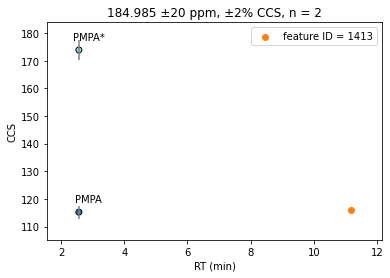 184.985 ±20 ppm, ±2% CCS, n = 2
feature ID = 1413
PMPA*
PMPA
CCS
180
170
160
150
140
130
120
110
2 4 6 8 10 12
RT (min)